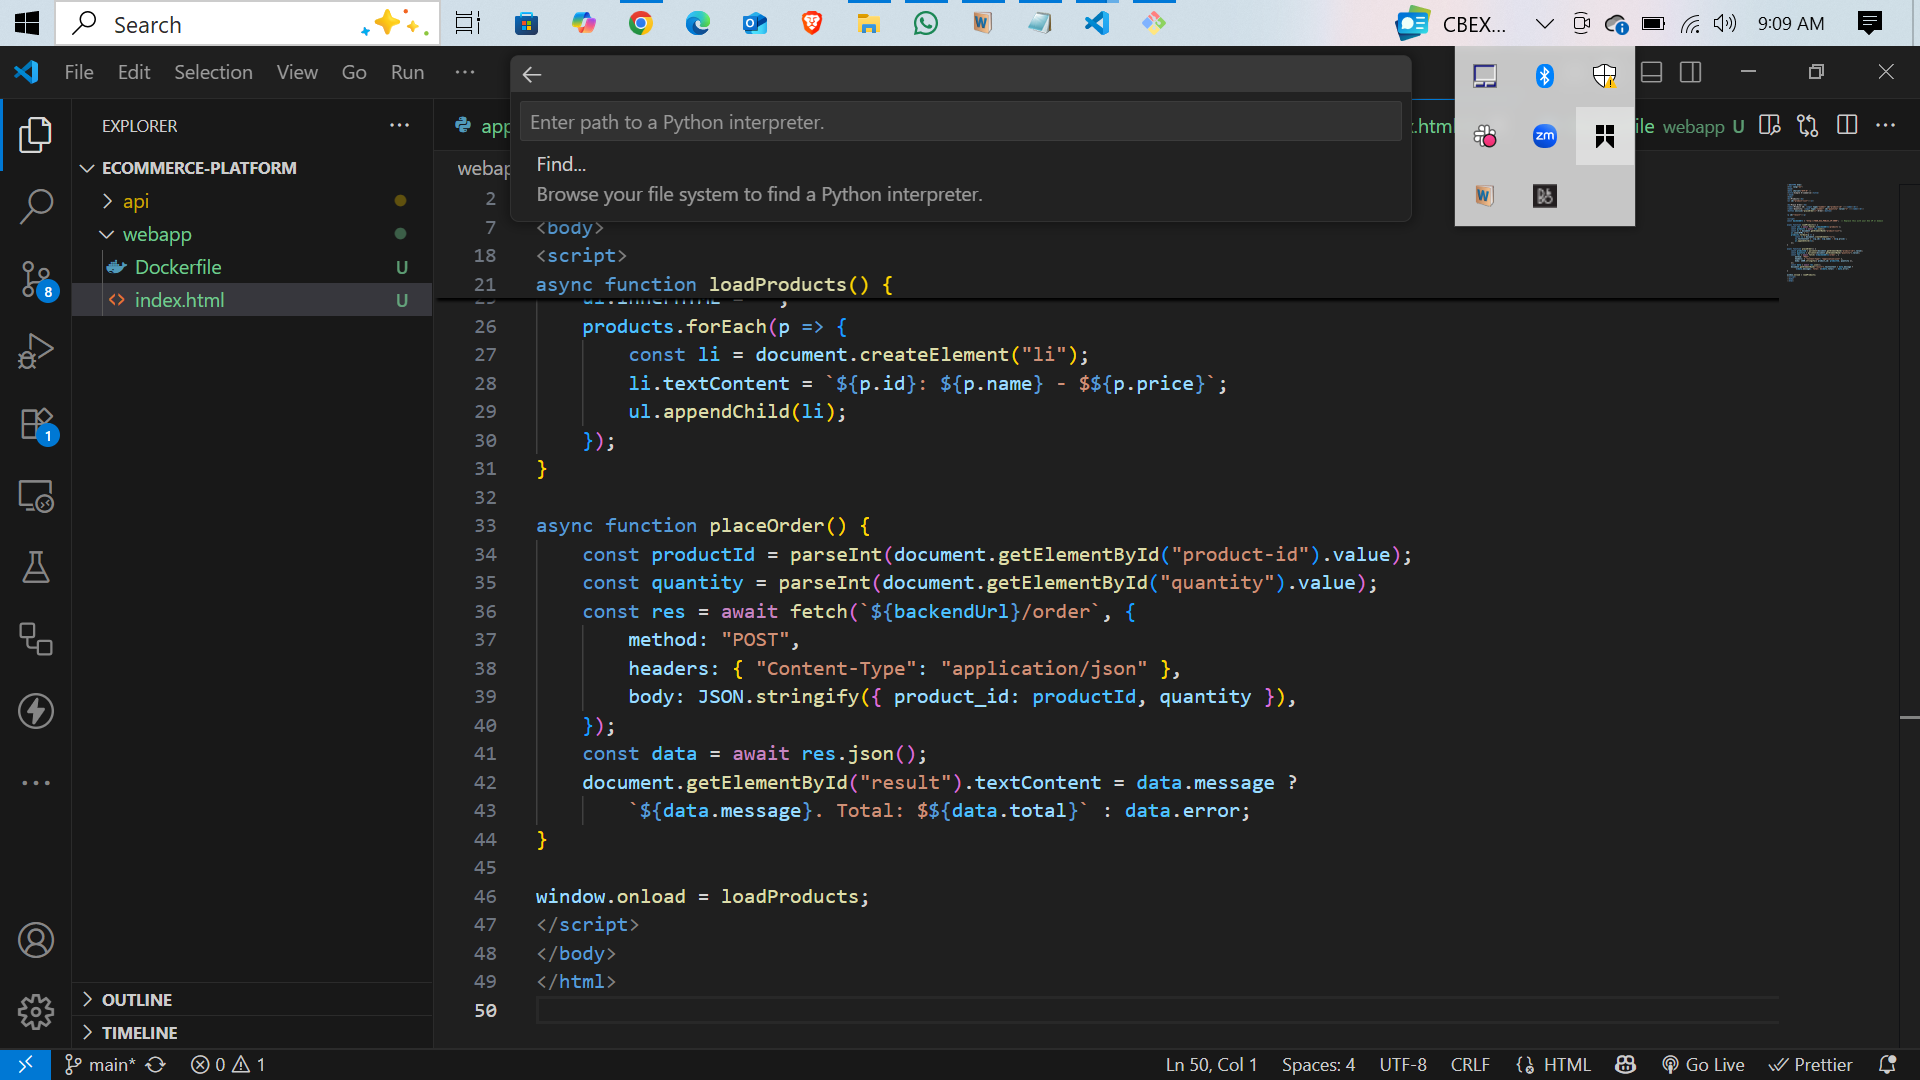 Search
CBEX...
9:09 AM
File Edit Selection View Go Run ...
Enter path to a Python interpreter.
Find...
Browse your file system to find a Python interpreter.
zm
EXPLORER
ECOMMERCE-PLATFORM
api
webapp
Dockerfile U
index.html U
app
.html
ile webapp U
webap
2
7 <body>
18 <script>
21 async function loadProducts() {
26 products.forEach(p => {
27 const li = document.createElement("li");
28 li.textContent = `${p.id}: ${p.name} - $${p.price}`;
29 ul.appendChild(li);
30 });
31 }
32
33 async function placeOrder() {
34 const productId = parseInt(document.getElementById("product-id").value);
35 const quantity = parseInt(document.getElementById("quantity").value);
36 const res = await fetch(`${backendUrl}/order`, {
37 method: "POST",
38 headers: { "Content-Type": "application/json" },
39 body: JSON.stringify({ product_id: productId, quantity }),
40 });
41 const data = await res.json();
42 document.getElementById("result").textContent = data.message ?
43 `${data.message}. Total: $${data.total}` : data.error;
44 }
45
46 window.onload = loadProducts;
47 </script>
48 </body>
49 </html>
50
8
1
OUTLINE
TIMELINE
main* 0 1
Ln 50, Col 1 Spaces: 4 UTF-8 CRLF HTML Go Live Prettier